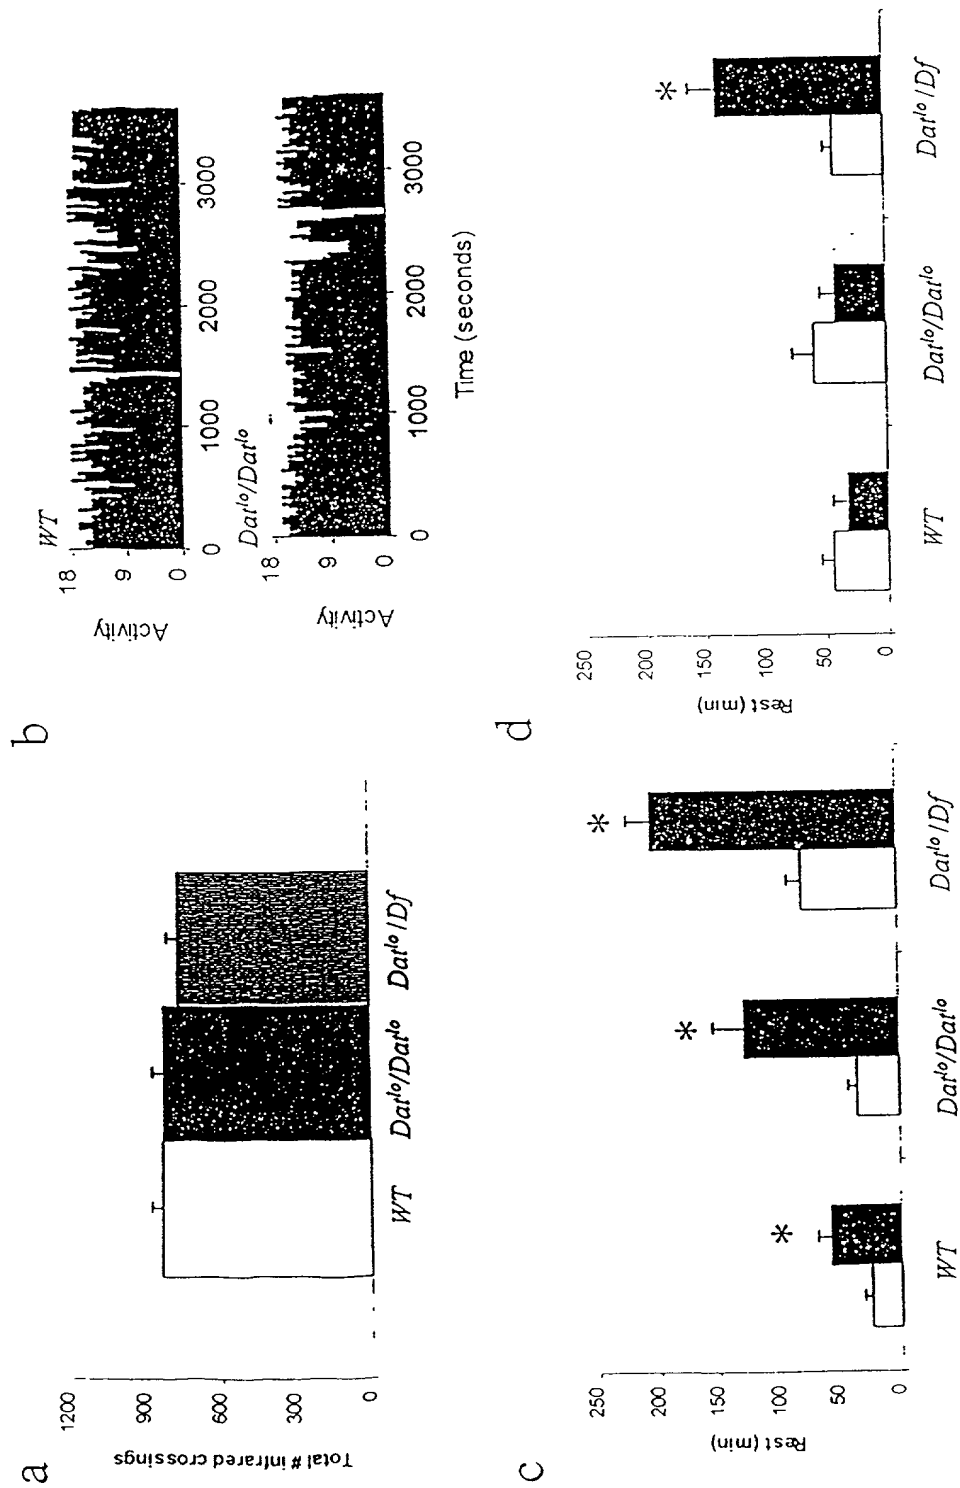 a
Total # infrared crossings
1200
900
600
300
0
WT
Dat^lo/Dat^lo
Dat^lo/Df
b
WT
Activity
18
9
0
0
1000
2000
3000
Dat^lo/Dat^lo
Activity
18
9
0
0
1000
2000
3000
Time (seconds)
c
Rest (min)
250
200
150
100
50
0
*
*
*
WT
Dat^lo/Dat^lo
Dat^lo/Df
d
Rest (min)
250
200
150
100
50
0
*
WT
Dat^lo/Dat^lo
Dat^lo/Df